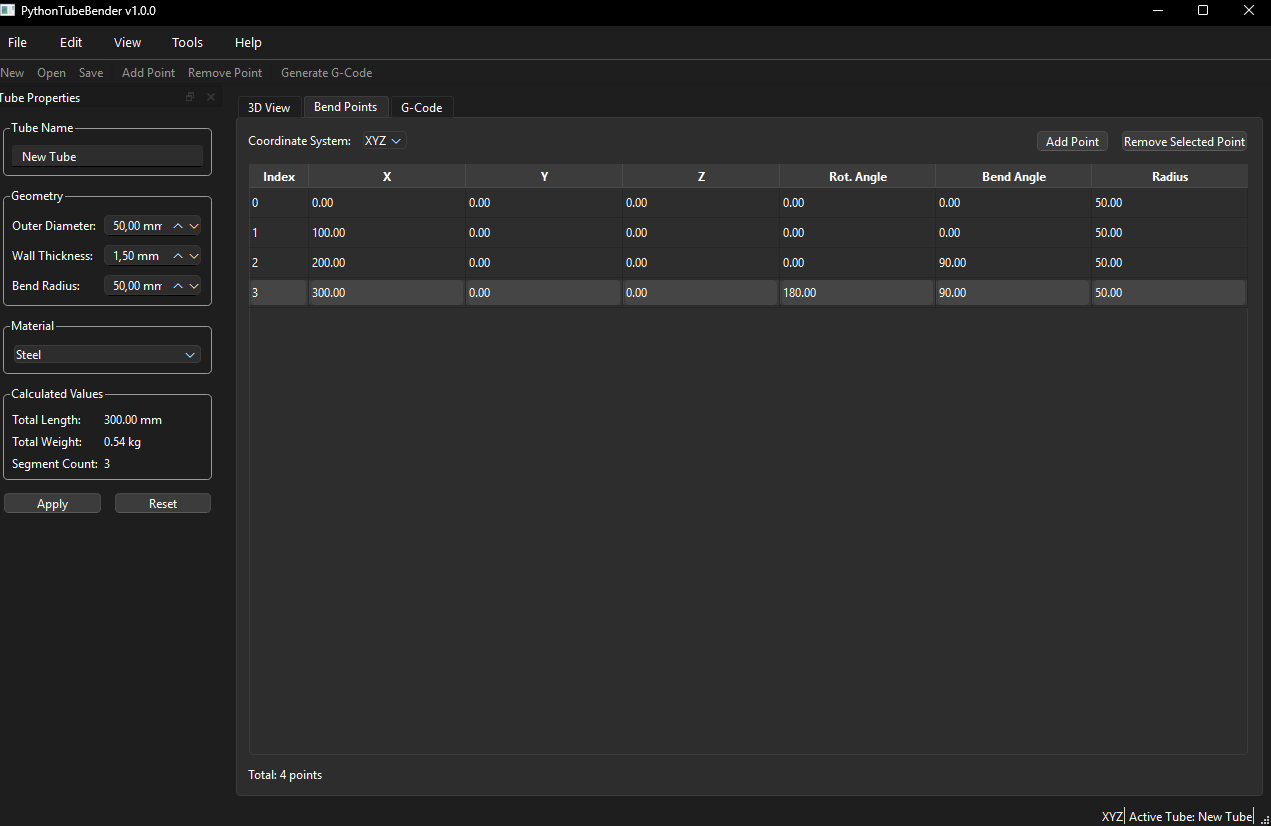 PythonTubeBender v1.0.0
File Edit View Tools Help
New Open Save Add Point Remove Point Generate G-Code
Tube Properties
Tube Name
New Tube
Geometry
Outer Diameter: 50,00 mm
Wall Thickness: 1,50 mm
Bend Radius: 50,00 mm
Material
Steel
Calculated Values
Total Length: 300.00 mm
Total Weight: 0.54 kg
Segment Count: 3
Apply Reset
3D View Bend Points G-Code
Coordinate System: XYZ Add Point Remove Selected Point
Index X Y Z Rot. Angle Bend Angle Radius
0 0.00 0.00 0.00 0.00 0.00 50.00
1 100.00 0.00 0.00 0.00 0.00 50.00
2 200.00 0.00 0.00 0.00 90.00 50.00
3 300.00 0.00 0.00 180.00 90.00 50.00
Total: 4 points
XYZ Active Tube: New Tube